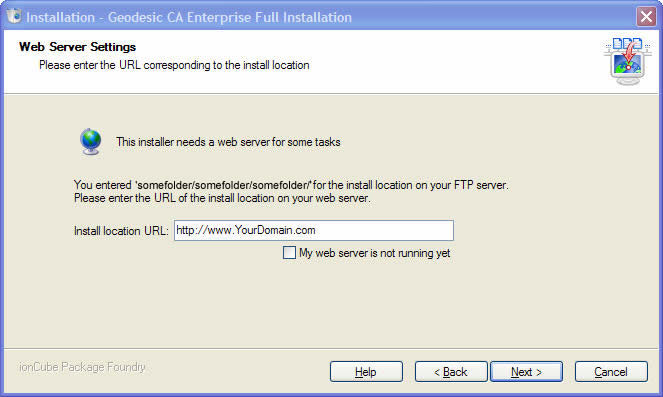 Installation - Geodesic CA Enterprise Full Installation
Web Server Settings
Please enter the URL corresponding to the install location
This installer needs a web server for some tasks
You entered 'somefolder/somefolder/somefolder/' for the install location on your FTP server.
Please enter the URL of the install location on your web server.
Install location URL: http://www.YourDomain.com
My web server is not running yet
ionCube Package Foundry
Help < Back Next > Cancel